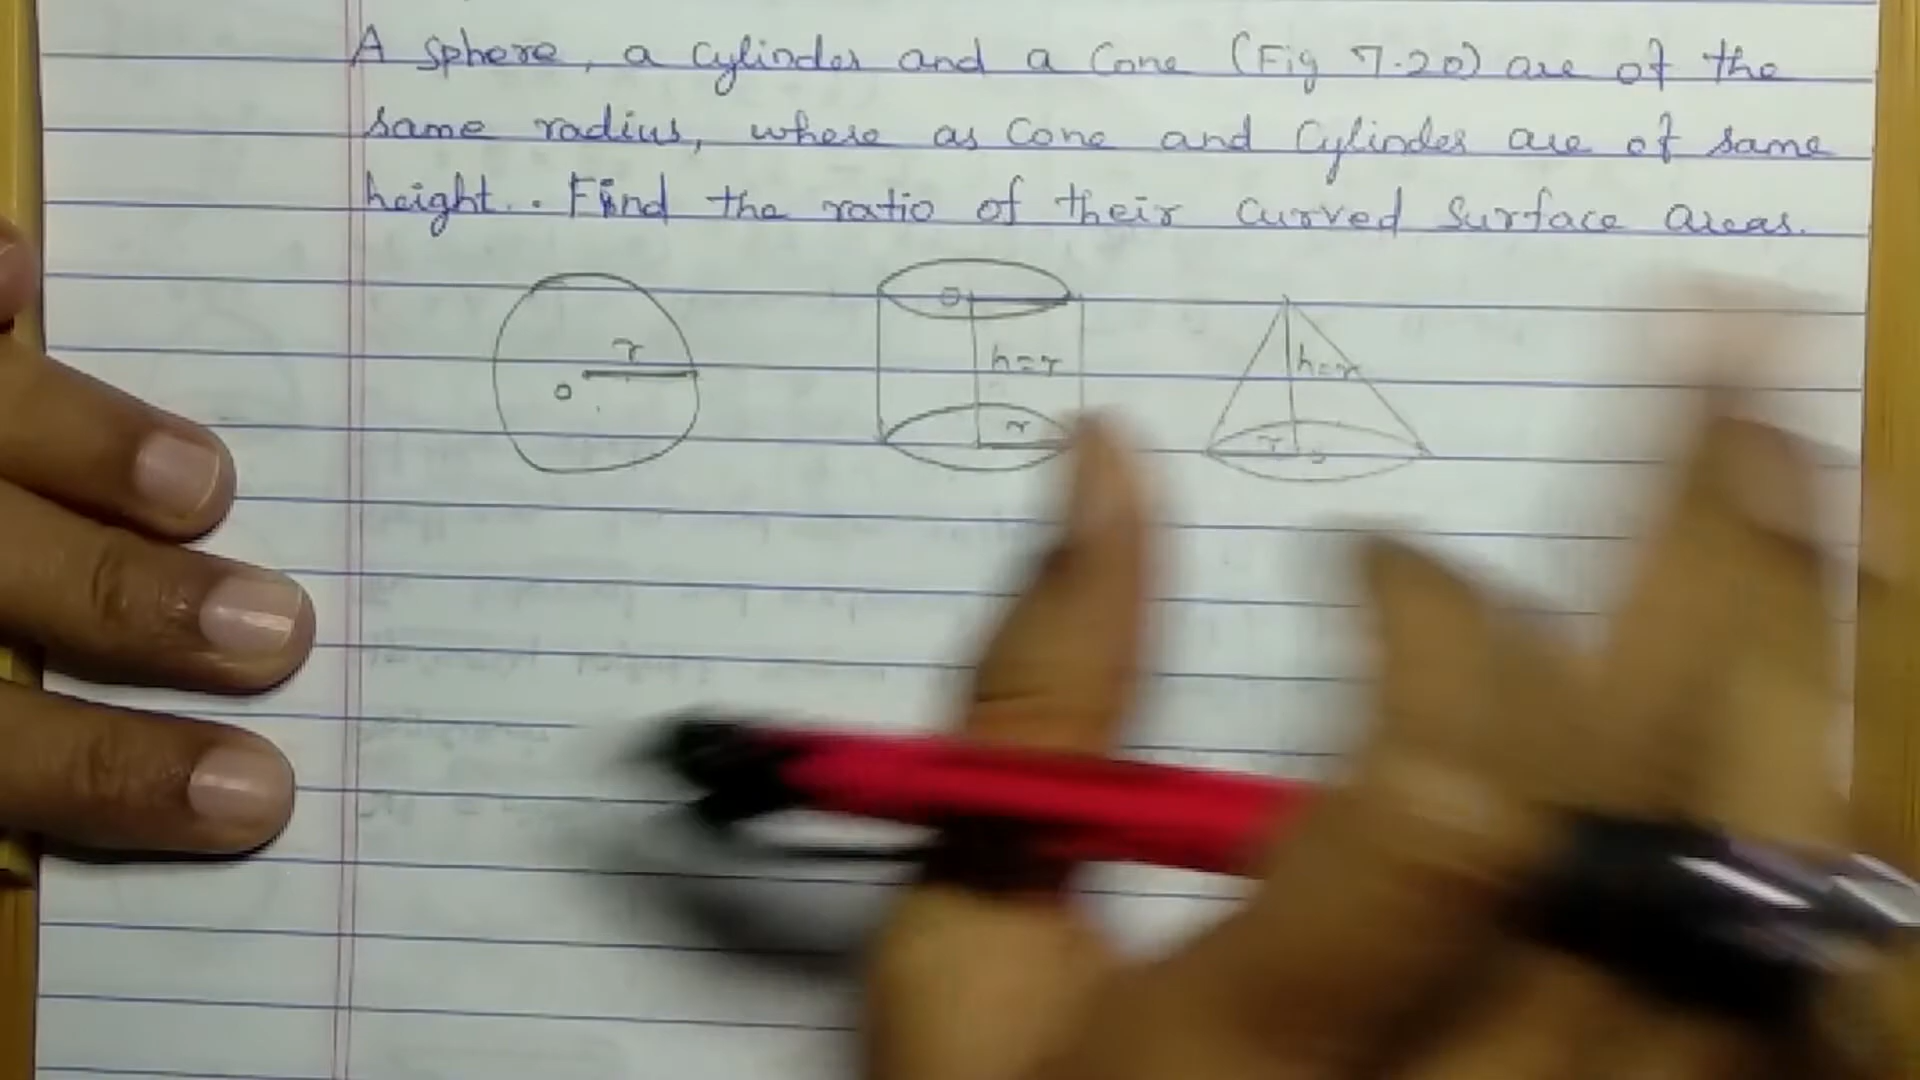 A sphere, a cylinder and a Cone (Fig 7.20) are of the
same radius, where as Cone and Cylinder are of same
height. Find the ratio of their curved surface areas.
r
o
o
h=r
r
h=r
r
o